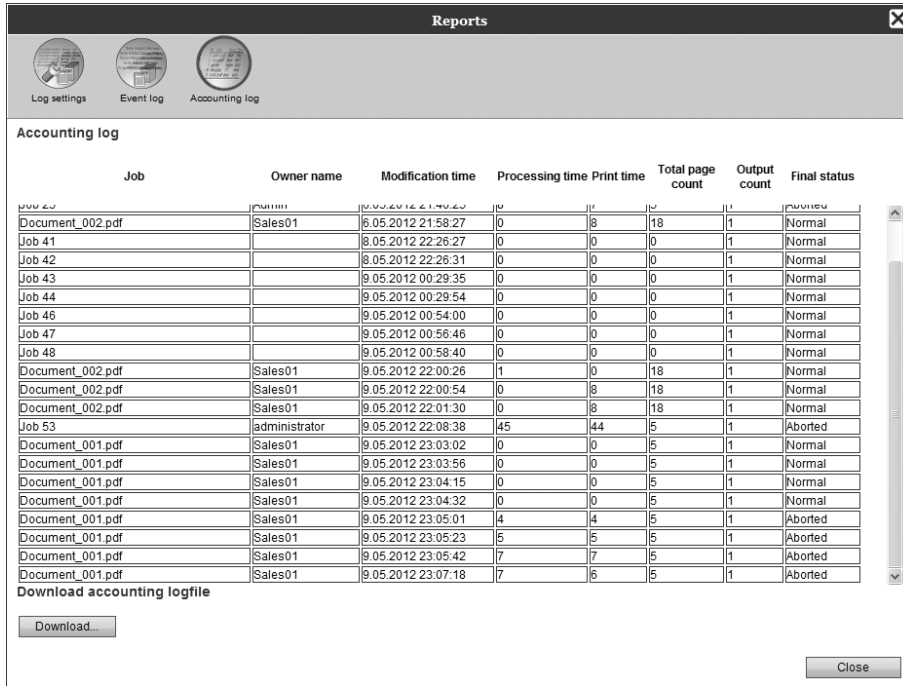 Reports
Log settings Event log Accounting log
Accounting log
Job Owner name Modification time Processing time Print time Total page count Output count Final status
Document_002.pdf Sales01 6.05.2012 21:58:27 0 8 18 1 Normal
Job 41 8.05.2012 22:26:27 0 0 0 1 Normal
Job 42 8.05.2012 22:26:31 0 0 0 1 Normal
Job 43 9.05.2012 00:29:35 0 0 0 1 Normal
Job 44 9.05.2012 00:29:54 0 0 0 1 Normal
Job 46 9.05.2012 00:54:00 0 0 0 1 Normal
Job 47 9.05.2012 00:56:46 0 0 0 1 Normal
Job 48 9.05.2012 00:58:40 0 0 0 1 Normal
Document_002.pdf Sales01 9.05.2012 22:00:26 1 0 18 1 Normal
Document_002.pdf Sales01 9.05.2012 22:00:54 0 8 18 1 Normal
Document_002.pdf Sales01 9.05.2012 22:01:30 0 8 18 1 Normal
Job 53 administrator 9.05.2012 22:08:38 45 44 5 1 Aborted
Document_001.pdf Sales01 9.05.2012 23:03:02 0 0 5 1 Normal
Document_001.pdf Sales01 9.05.2012 23:03:56 0 0 5 1 Normal
Document_001.pdf Sales01 9.05.2012 23:04:15 0 0 5 1 Normal
Document_001.pdf Sales01 9.05.2012 23:04:32 0 0 5 1 Normal
Document_001.pdf Sales01 9.05.2012 23:05:01 4 4 5 1 Aborted
Document_001.pdf Sales01 9.05.2012 23:05:23 5 5 5 1 Aborted
Document_001.pdf Sales01 9.05.2012 23:05:42 7 7 5 1 Aborted
Document_001.pdf Sales01 9.05.2012 23:07:18 7 6 5 1 Aborted
Download accounting logfile
Download...
Close